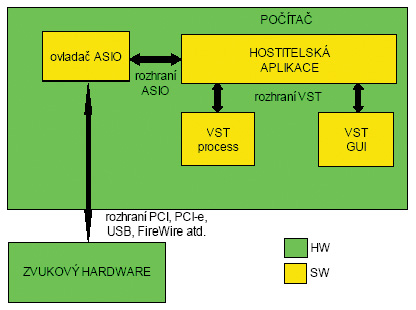 POČÍTAČ
ovladač ASIO
HOSTITELSKÁ
APLIKACE
rozhraní
ASIO
rozhraní VST
VST
process
VST
GUI
rozhraní PCI, PCI-e,
USB, FireWire atd.
ZVUKOVÝ HARDWARE
HW
SW